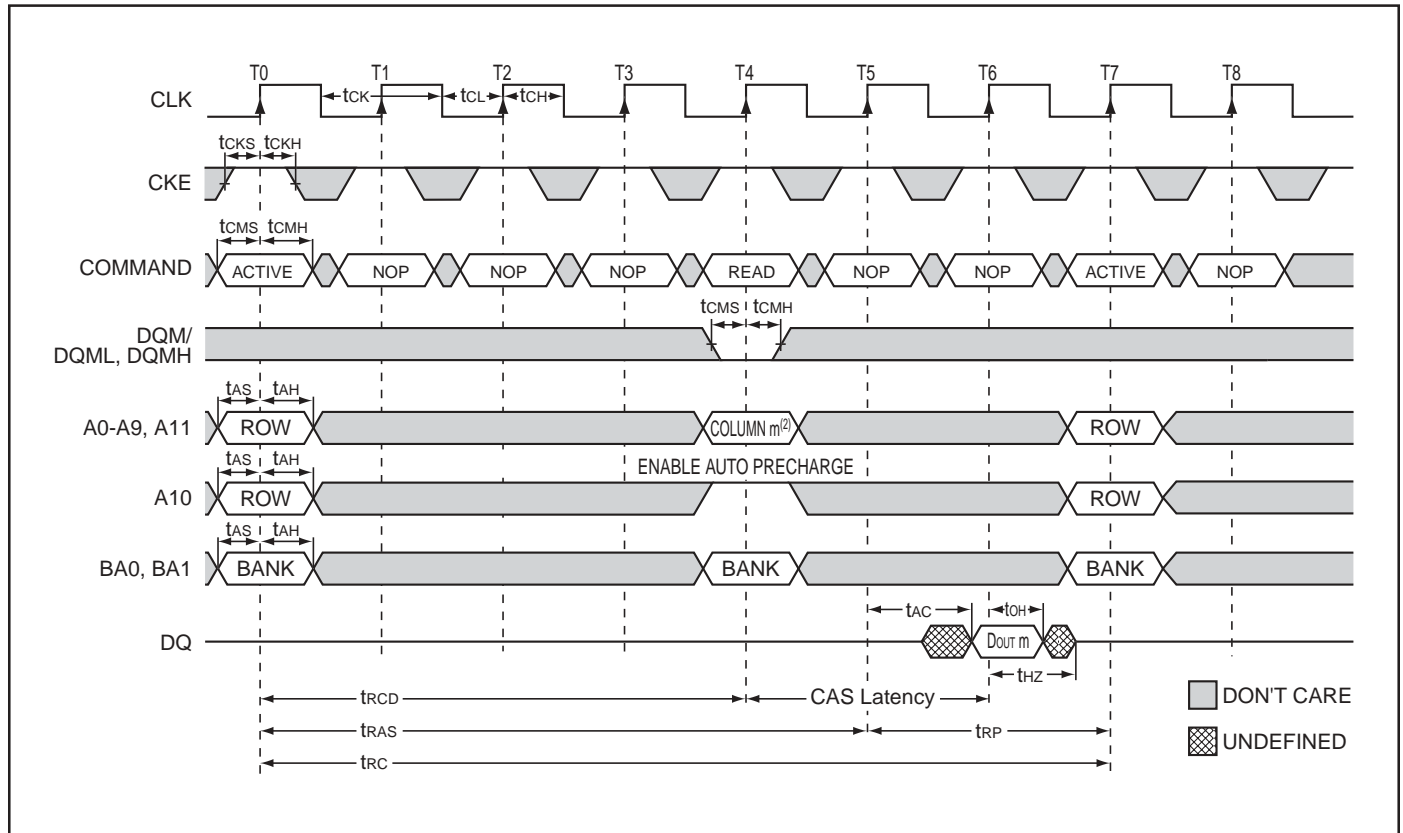 T0 T1 T2 T3 T4 T5 T6 T7 T8
CLK tCK tCL tCH
tCKS tCKH
CKE
tCMS tCMH
COMMAND ACTIVE NOP NOP NOP READ NOP NOP ACTIVE NOP
tCMS tCMH
DQM/
DQML, DQMH
tAS tAH
A0-A9, A11 ROW COLUMN m(2) ROW
tAS tAH ENABLE AUTO PRECHARGE
A10 ROW ROW
tAS tAH
BA0, BA1 BANK BANK BANK
tAC tOH
DQ DOUT m
tHZ
tRCD CAS Latency DON'T CARE
tRAS tRP
UNDEFINED
tRC